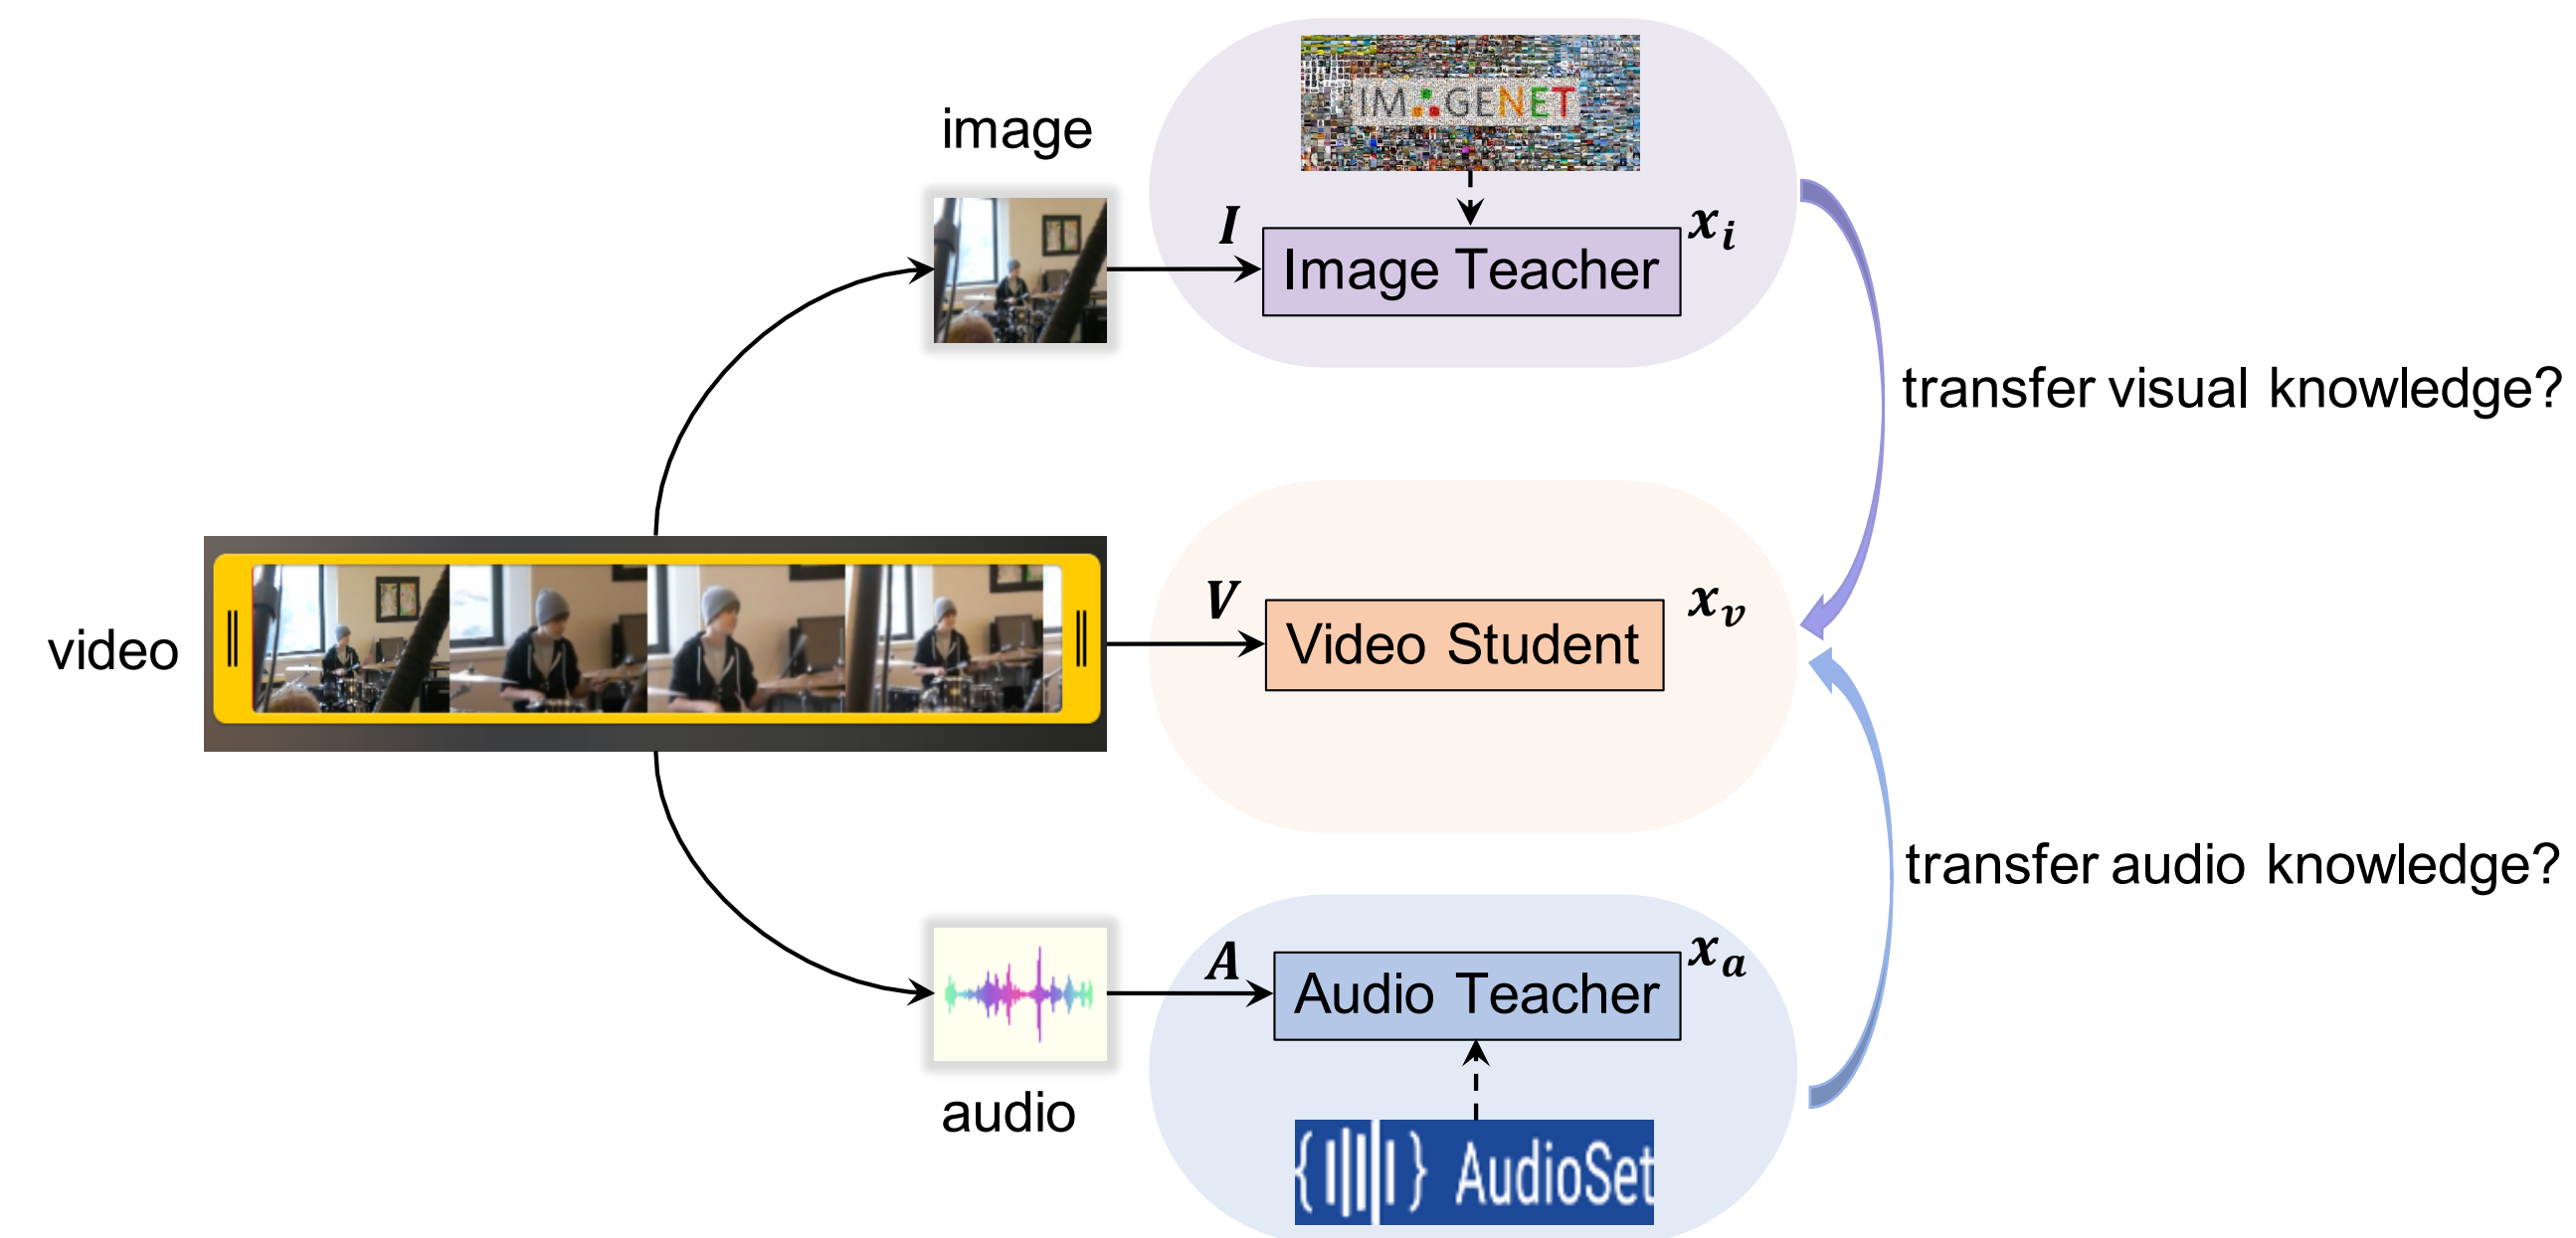 IMAGENET
image
I
x_i
Image Teacher
transfer visual knowledge?
video
V
x_v
Video Student
transfer audio knowledge?
A
x_a
Audio Teacher
audio
{ } AudioSet